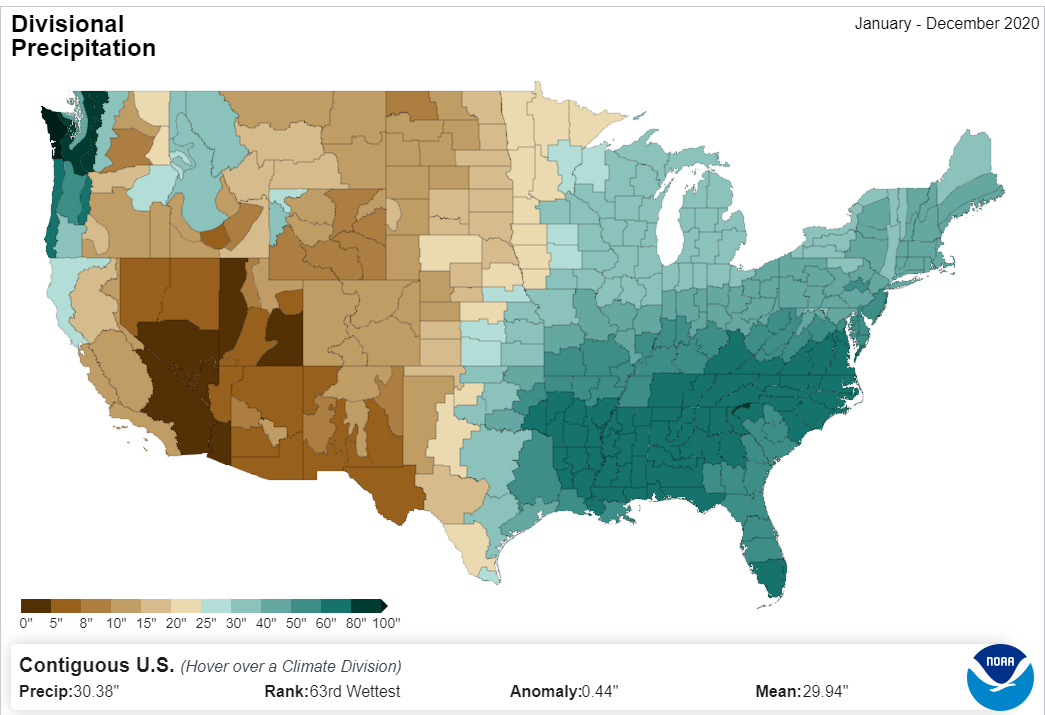 Divisional
Precipitation
January - December 2020
0" 5" 8" 10" 15" 20" 25" 30" 40" 50" 60" 80" 100"
Contiguous U.S. (Hover over a Climate Division)
Precip:30.38" Rank:63rd Wettest Anomaly:0.44" Mean:29.94"
NOAA